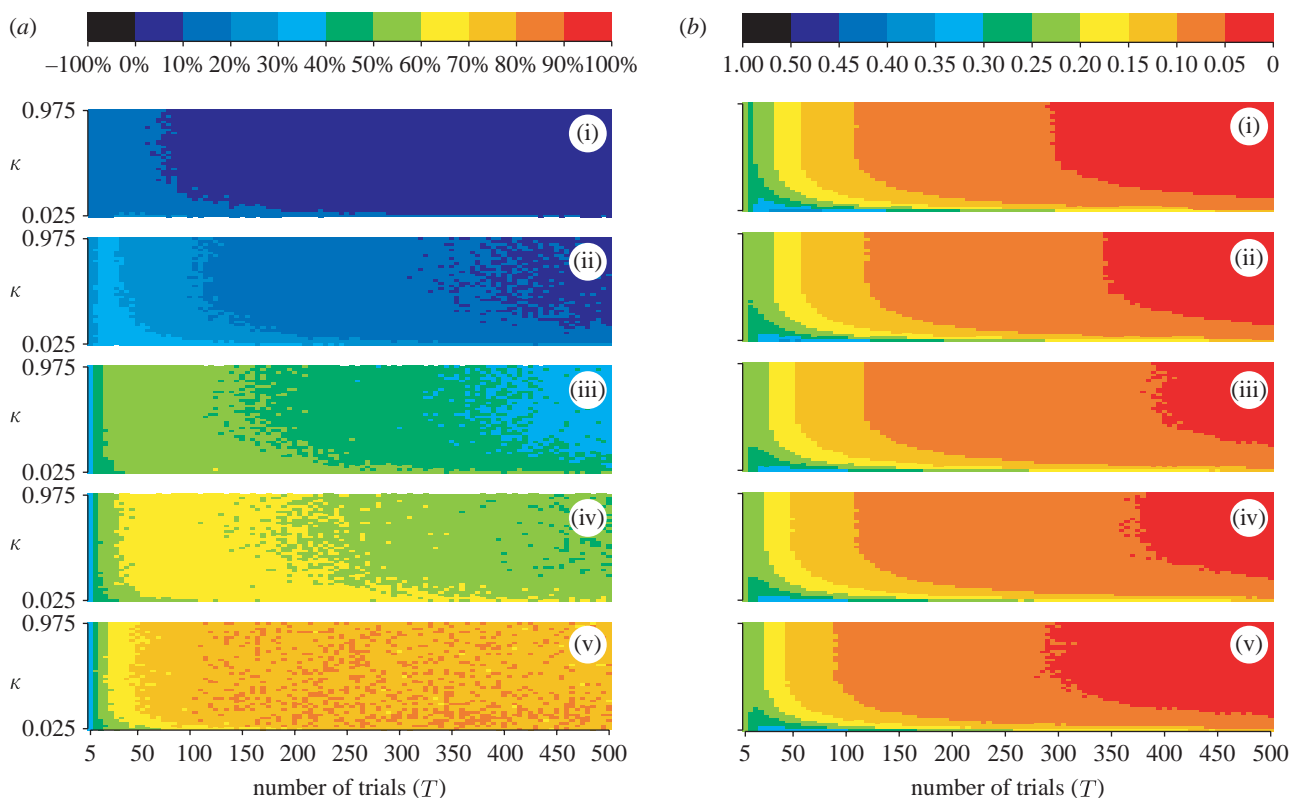 (a)
–100% 0% 10% 20% 30% 40% 50% 60% 70% 80% 90% 100%
0.975
κ
0.025
(i)
0.975
κ
0.025
(ii)
0.975
κ
0.025
(iii)
0.975
κ
0.025
(iv)
0.975
κ
0.025
(v)
5 50 100 150 200 250 300 350 400 450 500
number of trials (T)
(b)
1.00 0.50 0.45 0.40 0.35 0.30 0.25 0.20 0.15 0.10 0.05 0
(i)
(ii)
(iii)
(iv)
(v)
5 50 100 150 200 250 300 350 400 450 500
number of trials (T)